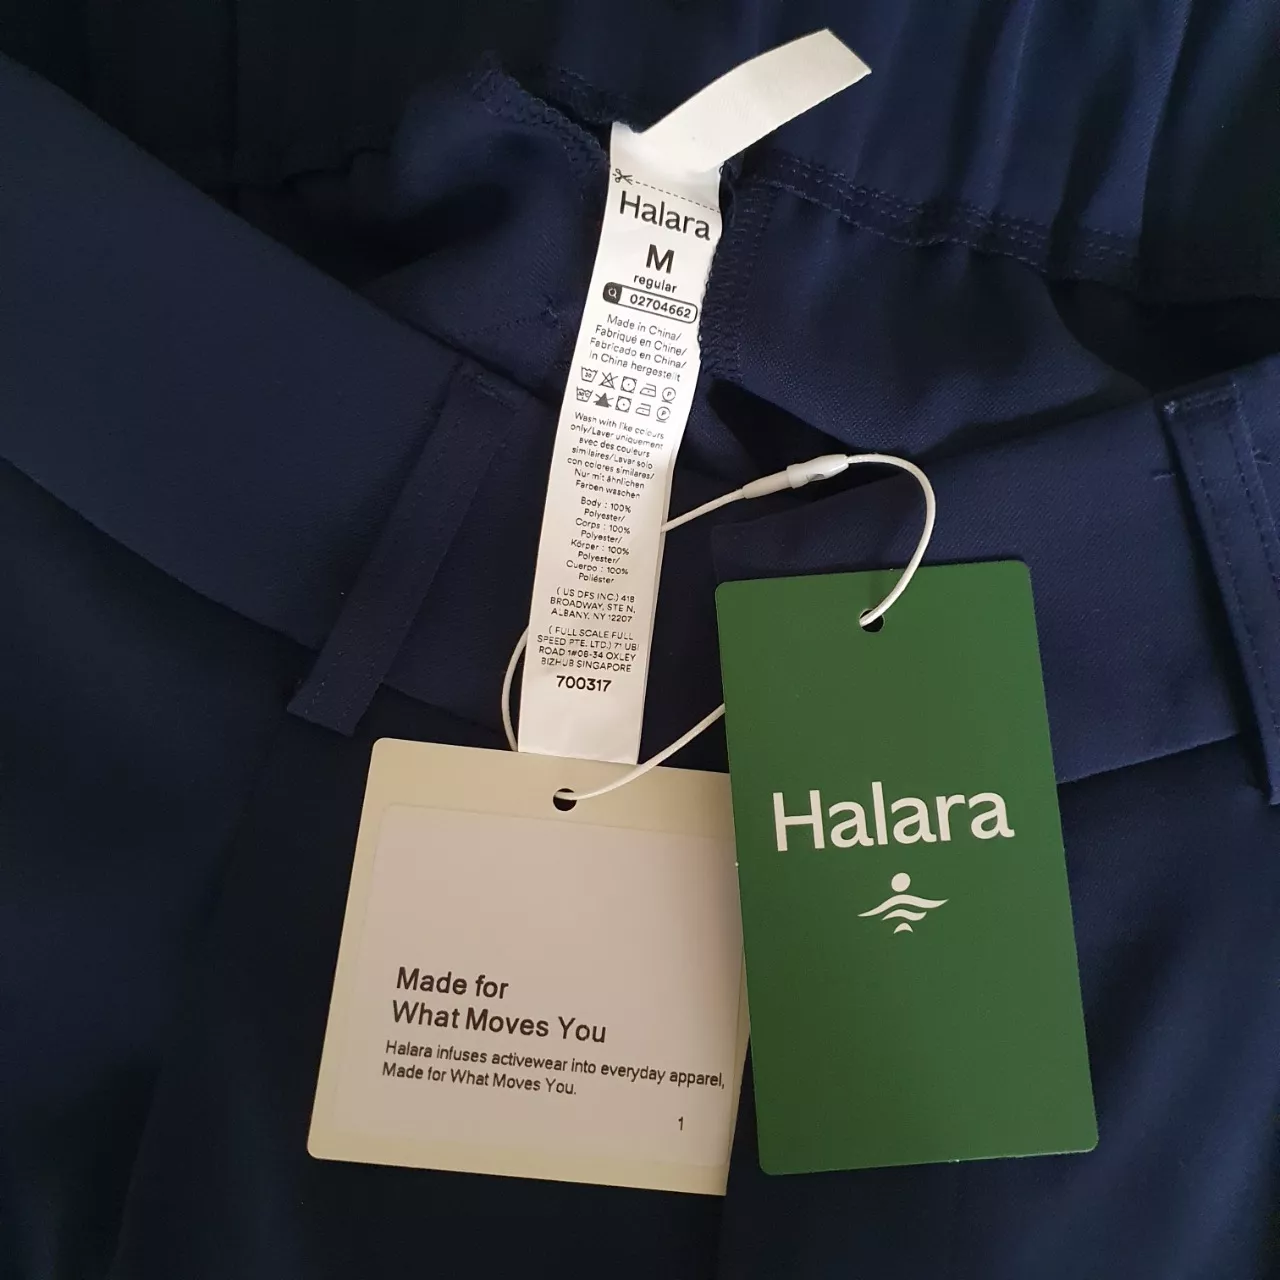 Halara
M
regular
02704662
Made in China/
Fabriqué en Chine/
Fabricado en China/
in China hergestellt
Wash with like colours
only/Laver uniquement
avec des couleurs
similaires/Lavar solo
con colores similares/
Nur mit ähnlichen
Farben waschen
Body : 100%
Polyester/
Corps : 100%
Polyester/
Körper : 100%
Polyester/
Cuerpo : 100%
Poliéster
( US DFS INC.) 418
BROADWAY, STE N,
ALBANY, NY 12207
( FULL SCALE FULL
SPEED PTE. LTD.) 71 UBI
ROAD 1#08-34 OXLEY
BIZHUB SINGAPORE
700317
Halara
Made for
What Moves You
Halara infuses activewear into everyday apparel,
Made for What Moves You.
1